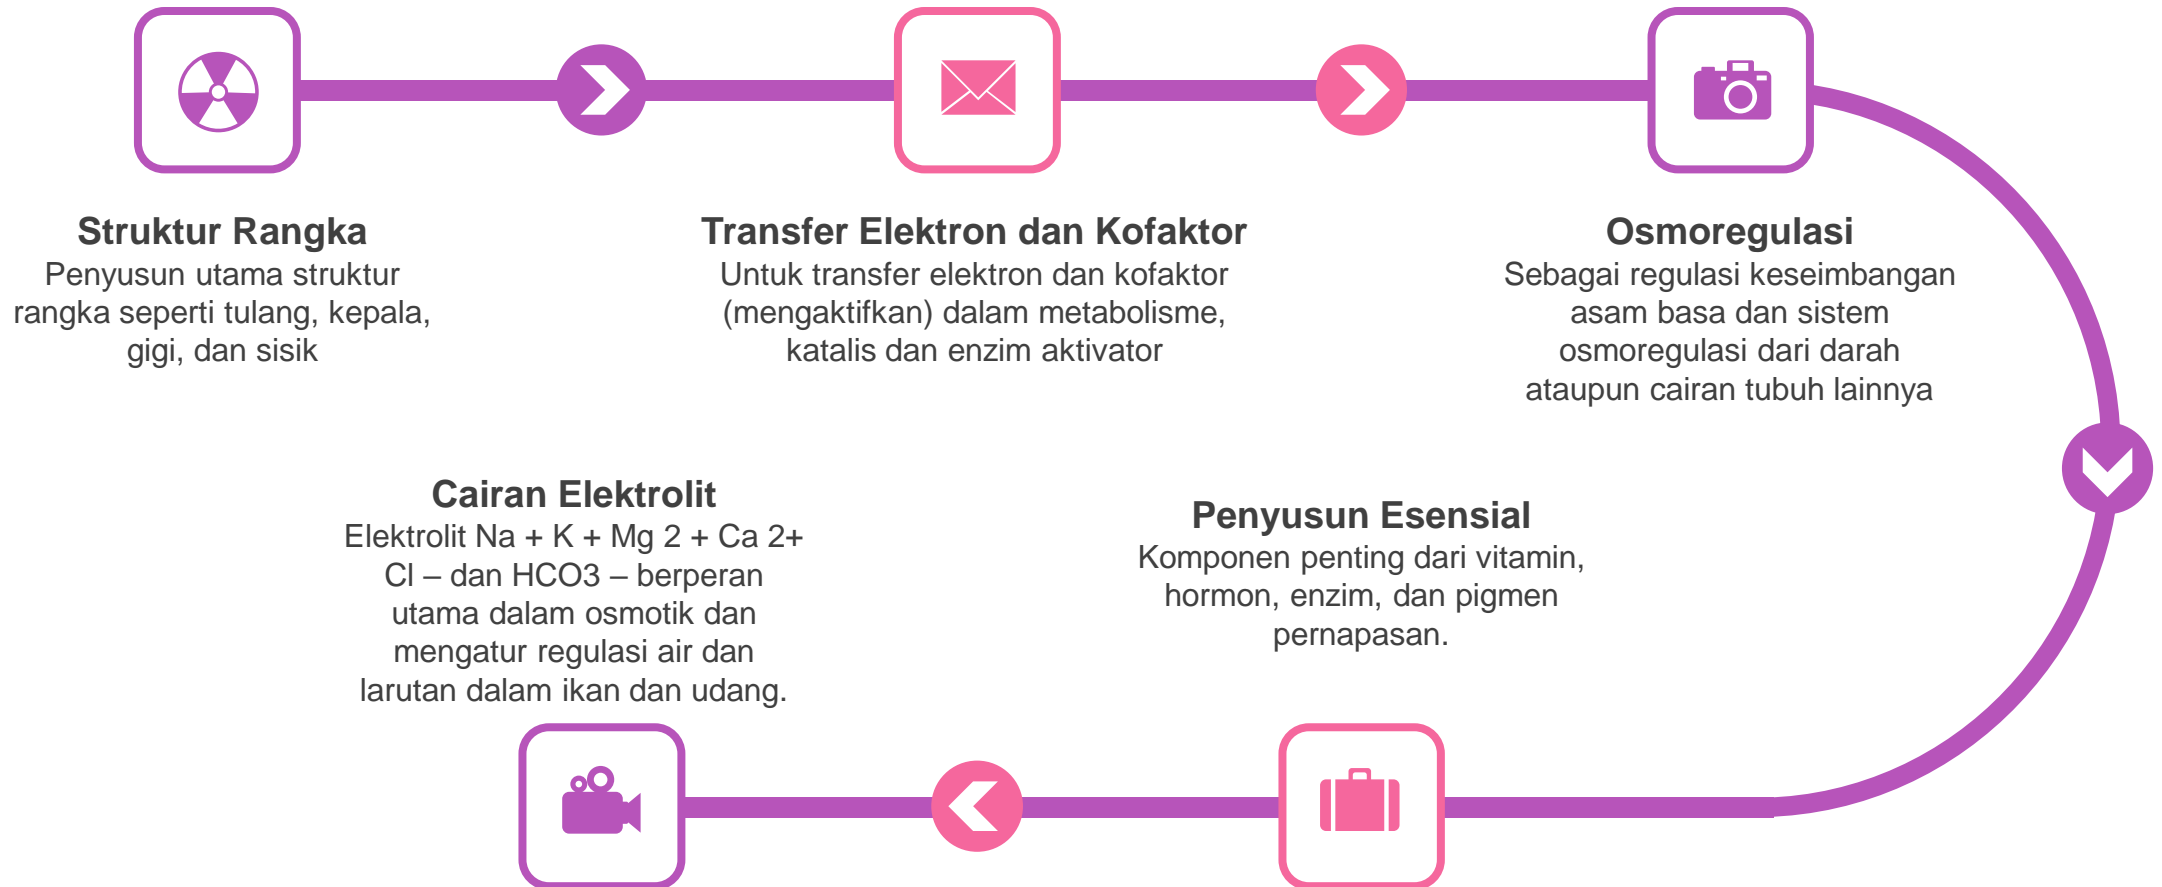 Struktur Rangka
Penyusun utama struktur
rangka seperti tulang, kepala,
gigi, dan sisik
Transfer Elektron dan Kofaktor
Untuk transfer elektron dan kofaktor
(mengaktifkan) dalam metabolisme,
katalis dan enzim aktivator
Osmoregulasi
Sebagai regulasi keseimbangan
asam basa dan sistem
osmoregulasi dari darah
ataupun cairan tubuh lainnya
Penyusun Esensial
Komponen penting dari vitamin,
hormon, enzim, dan pigmen
pernapasan.
Cairan Elektrolit
Elektrolit Na + K + Mg 2 + Ca 2+
Cl – dan HCO3 – berperan
utama dalam osmotik dan
mengatur regulasi air dan
larutan dalam ikan dan udang.